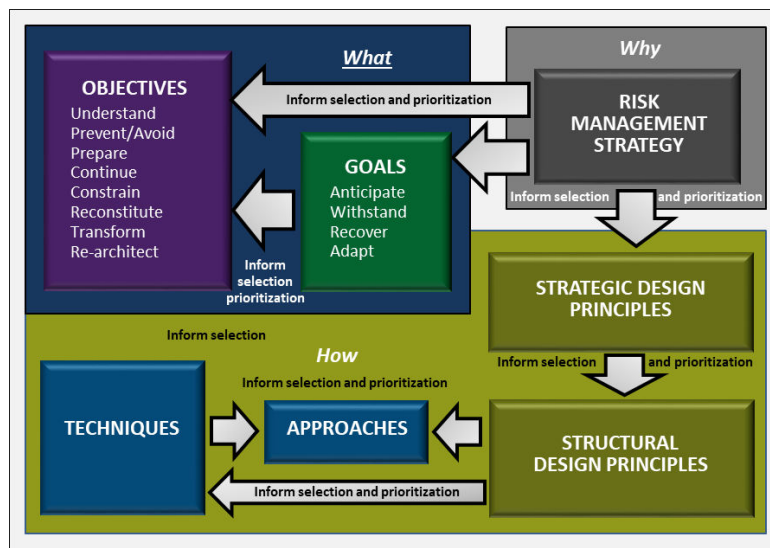 What
Why
OBJECTIVES
Understand
Prevent/Avoid
Prepare
Continue
Constrain
Reconstitute
Transform
Re-architect
Inform selection and prioritization
RISK
MANAGEMENT
STRATEGY
GOALS
Anticipate
Withstand
Recover
Adapt
Inform
selection
prioritization
Inform selection and prioritization
STRATEGIC DESIGN
PRINCIPLES
Inform selection
How
Inform selection and prioritization
Inform selection and prioritization
TECHNIQUES
APPROACHES
STRUCTURAL
DESIGN PRINCIPLES
Inform selection and prioritization